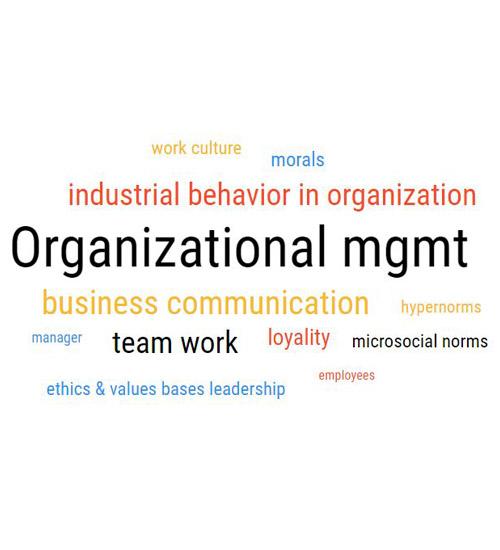 work culture
morals
industrial behavior in organization
Organizational mgmt
business communication
hypernorms
manager
team work
loyality
microsocial norms
employees
ethics & values bases leadership